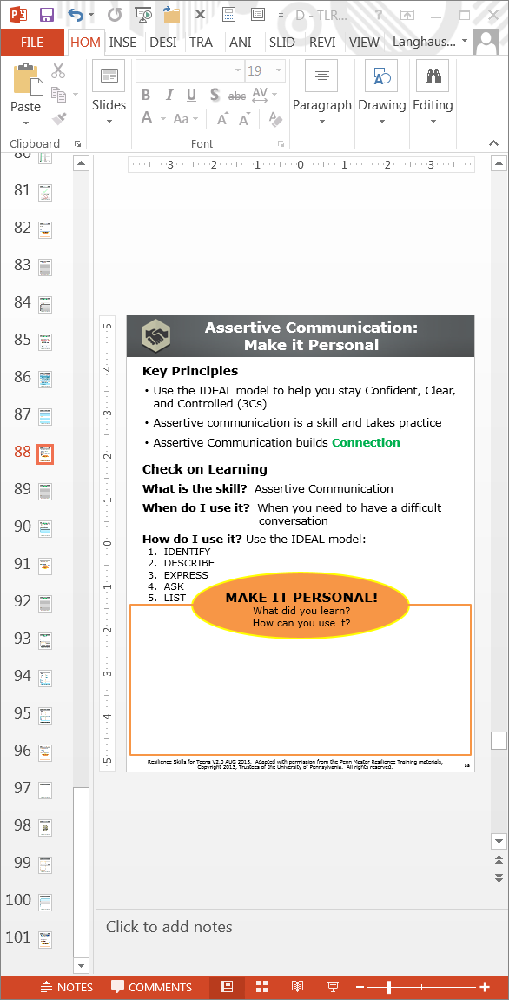 D - TLR...
?
FILE
HOM
INSE
DESI
TRA
ANI
SLID
REVI
VIEW
Langhaus...
Paste
Slides
19
B I U S abc AV
A Aa A A
Paragraph
Drawing
Editing
Clipboard
Font
3 2 1 0 1 2 3
80
81
82
83
84
85
86
87
88
89
90
91
92
93
94
95
96
97
98
99
100
101
5 4 3 2 1 0 1 2 3 4 5
Assertive Communication:
Make it Personal
Key Principles
• Use the IDEAL model to help you stay Confident, Clear,
and Controlled (3Cs)
• Assertive communication is a skill and takes practice
• Assertive Communication builds Connection
Check on Learning
What is the skill? Assertive Communication
When do I use it? When you need to have a difficult
conversation
How do I use it? Use the IDEAL model:
1. IDENTIFY
2. DESCRIBE
3. EXPRESS
4. ASK
5. LIST
MAKE IT PERSONAL!
What did you learn?
How can you use it?
Resilience Skills for Teens V2.0 AUG 2015. Adapted with permission from the Penn Master Resilience Training materials,
Copyright 2013, Trustees of the University of Pennsylvania. All rights reserved.
88
Click to add notes
NOTES
COMMENTS